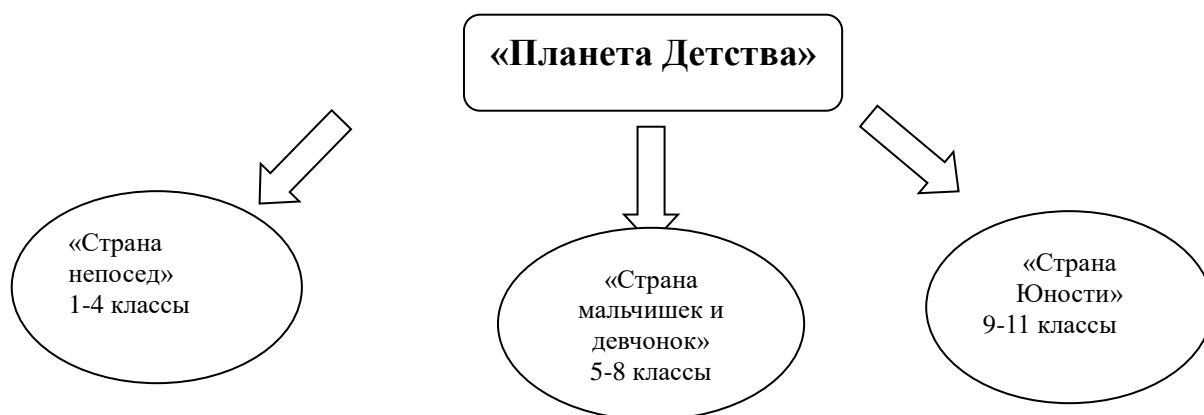 «Планета Детства»
«Страна
непосед»
1-4 классы
«Страна
мальчишек и
девчонок»
5-8 классы
«Страна
Юности»
9-11 классы